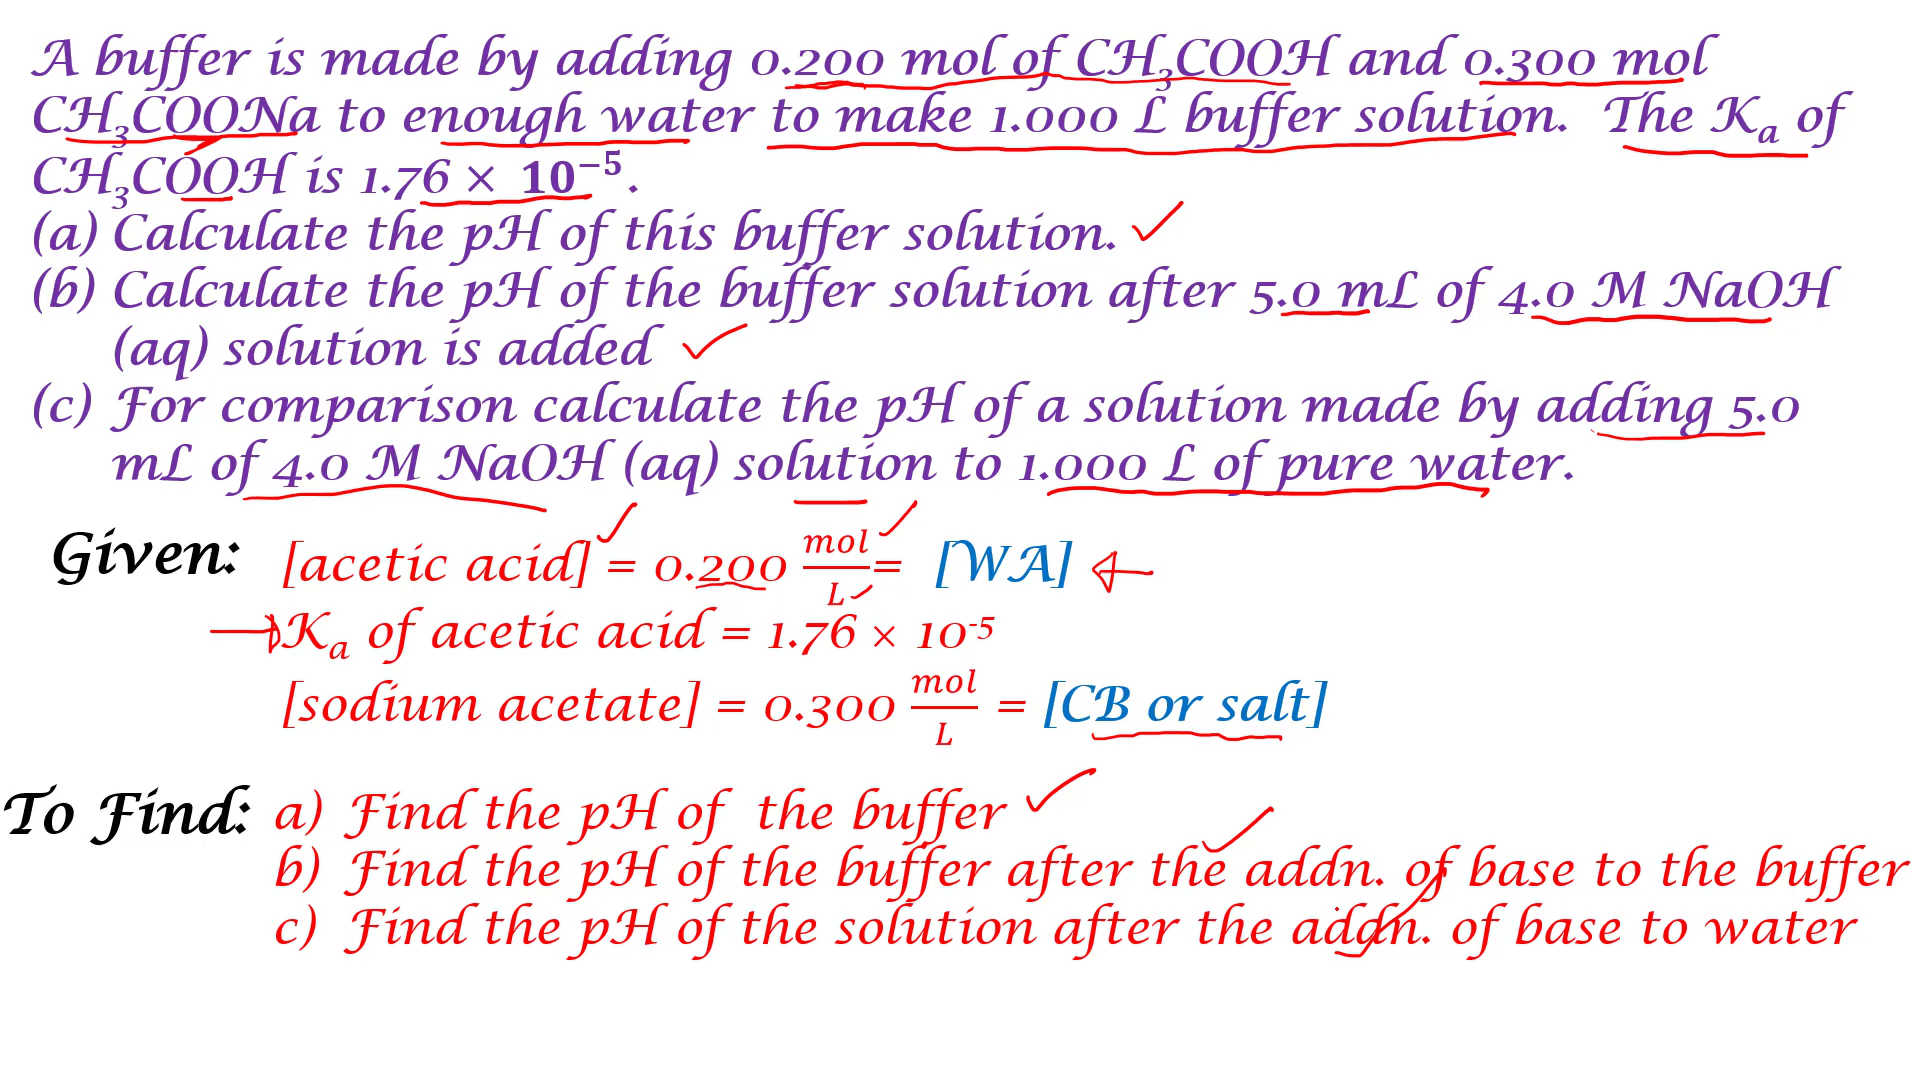 A buffer is made by adding 0.200 mol of CH₃COOH and 0.300 mol
CH₃COONa to enough water to make 1.000 L buffer solution. The Kₐ of
CH₃COOH is 1.76 × 10⁻⁵.
(a) Calculate the pH of this buffer solution.
(b) Calculate the pH of the buffer solution after 5.0 mL of 4.0 M NaOH
(aq) solution is added
(c) For comparison calculate the pH of a solution made by adding 5.0
mL of 4.0 M NaOH (aq) solution to 1.000 L of pure water.
Given: [acetic acid] = 0.200 mol/L = [WA]
Kₐ of acetic acid = 1.76 × 10⁻⁵
[sodium acetate] = 0.300 mol/L = [CB or salt]
To Find: a) Find the pH of the buffer
b) Find the pH of the buffer after the addn. of base to the buffer
c) Find the pH of the solution after the addn. of base to water